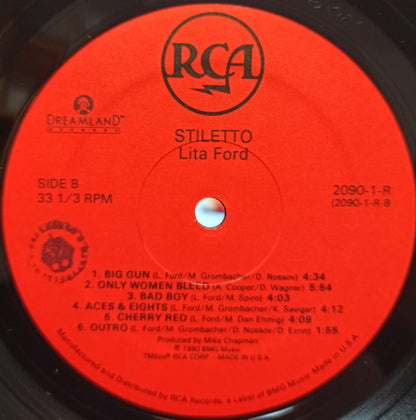 RCA
DREAMLAND™
RECORDS
STILETTO
Lita Ford
SIDE B
33 1/3 RPM
2090-1-R
(2090-1-R-B
1. BIG GUN (L. Ford/M. Grombacher/D. Nossov) 4:34
2. ONLY WOMEN BLEED (A. Cooper/D. Wagner) 5:54
3. BAD BOY (L. Ford/M. Spiro) 4:03
4. ACES & EIGHTS (L. Ford/M. Grombacher/K. Savigar) 4:12
5. CHERRY RED (L. Ford/M. Dan Ehmig) 4:09
6. OUTRO (L. Ford/M. Grombacher/D. Nossov/D. Ezrin) 1:55
Produced by Mike Chapman
℗ 1990 BMG Music
TMK(s)® RCA CORP. - MADE IN U.S.A.
Manufactured and Distributed by RCA Records, a Label of BMG Music Made in U.S.A.